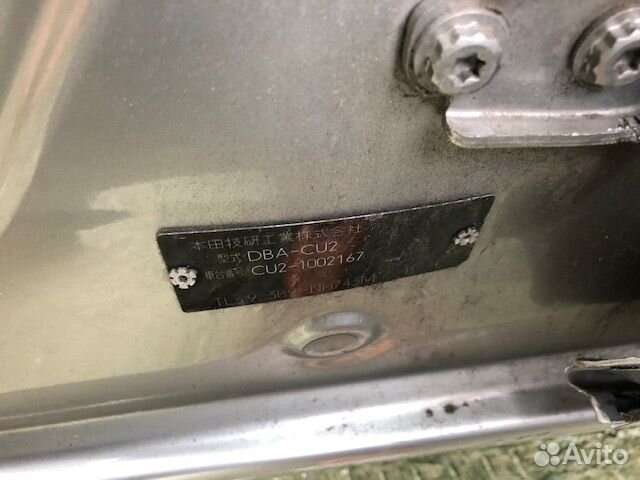 本田技研工業株式会社
型式 DBA-CU2
車台番号 CU2-1002167
NH743M
Avito